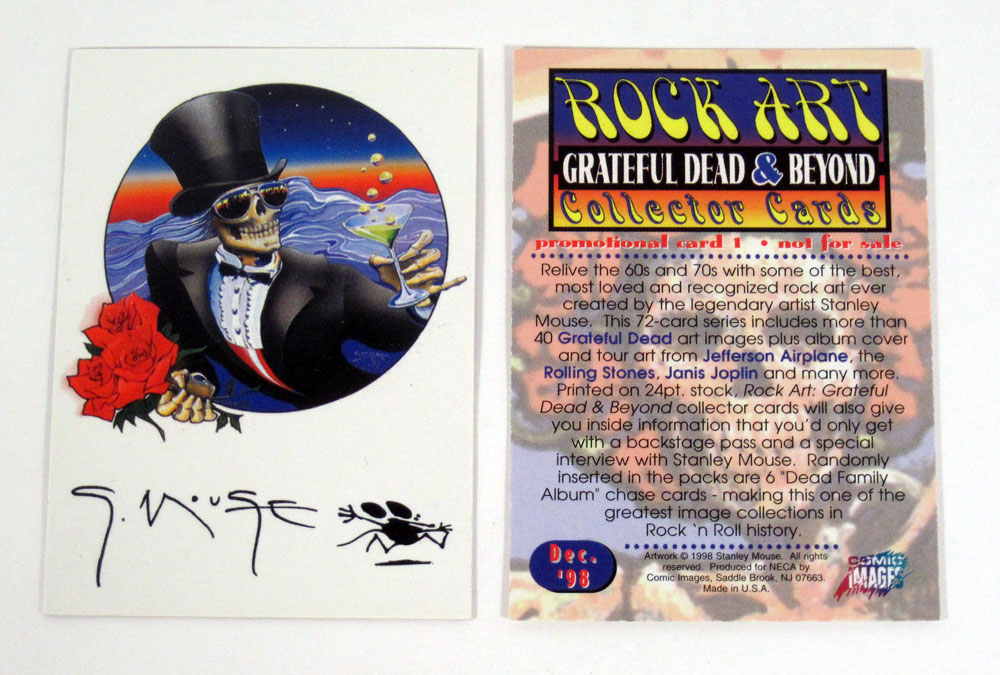 S. MOUSE
ROCK ART
GRATEFUL DEAD & BEYOND
Collector Cards
promotional card 1 • not for sale
Relive the 60s and 70s with some of the best,
most loved and recognized rock art ever
created by the legendary artist Stanley
Mouse. This 72-card series includes more than
40 Grateful Dead art images plus album cover
and tour art from Jefferson Airplane, the
Rolling Stones, Janis Joplin and many more.
Printed on 24pt. stock, Rock Art: Grateful
Dead & Beyond collector cards will also give
you inside information that you'd only get
with a backstage pass and a special
interview with Stanley Mouse. Randomly
inserted in the packs are 6 "Dead Family
Album" chase cards - making this one of the
greatest image collections in
Rock 'n Roll history.
Dec.
'98
Artwork © 1998 Stanley Mouse. All rights
reserved. Produced for NECA by
Comic Images, Saddle Brook, NJ 07663.
Made in U.S.A.
COMIC
IMAGES